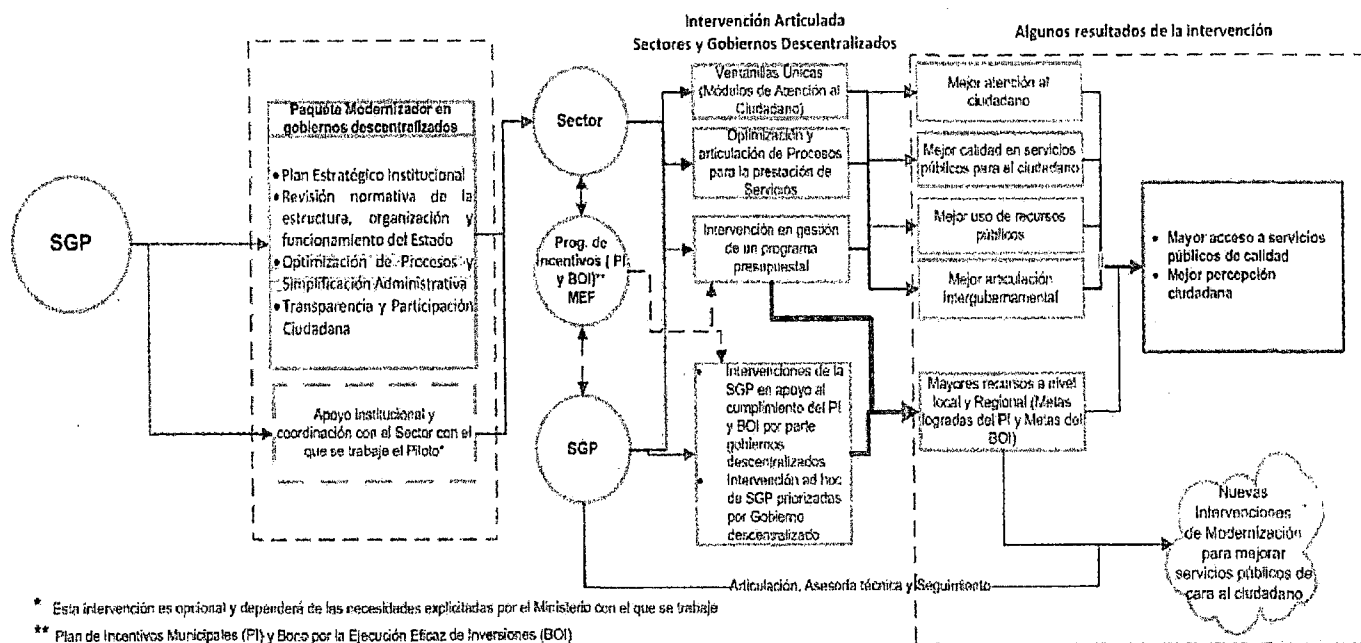 Intervención Articulada
Sectores y Gobiernos Descentralizados
Algunos resultados de la intervención
SGP
Paquete Modernizador en
gobiernos descentralizados
• Plan Estratégico Institucional
• Revisión normativa de la
estructura, organización y
funcionamiento del Estado
• Optimización de Procesos y
Simplificación Administrativa
• Transparencia y Participación
Ciudadana
Apoyo institucional y
coordinación con el Sector con el
que se trabaje el Piloto*
Sector
Prog. de
incentivos ( PI
y BOI)**
MEF
SGP
Ventanillas Únicas
(Módulos de Atención al
Ciudadano)
Optimización y
articulación de Procesos
para la prestación de
Servicios
Intervención en gestión
de un programa
presupuestal
• Intervenciones de la
SGP en apoyo al
cumplimiento del PI
y BOI por parte
gobiernos
descentralizados
• Intervención ad hoc
de SGP priorizadas
por Gobierno
descentralizado
Mejor atención al
ciudadano
Mejor calidad en servicios
públicos para el ciudadano
Mejor uso de recursos
públicos
Mejor articulación
Intergubernamental
Mayores recursos a nivel
local y Regional (Metas
logradas del PI y Metas del
BOI)
• Mayor acceso a servicios
públicos de calidad
• Mejor percepción
ciudadana
Nuevas
Intervenciones
de Modernización
para mejorar
servicios públicos de
cara al ciudadano
Articulación, Asesoría técnica y Seguimiento
* Esta intervención es opcional y dependerá de las necesidades explicitadas por el Ministerio con el que se trabaje
** Plan de Incentivos Municipales (PI) y Bono por la Ejecución Eficaz de Inversiones (BOI)